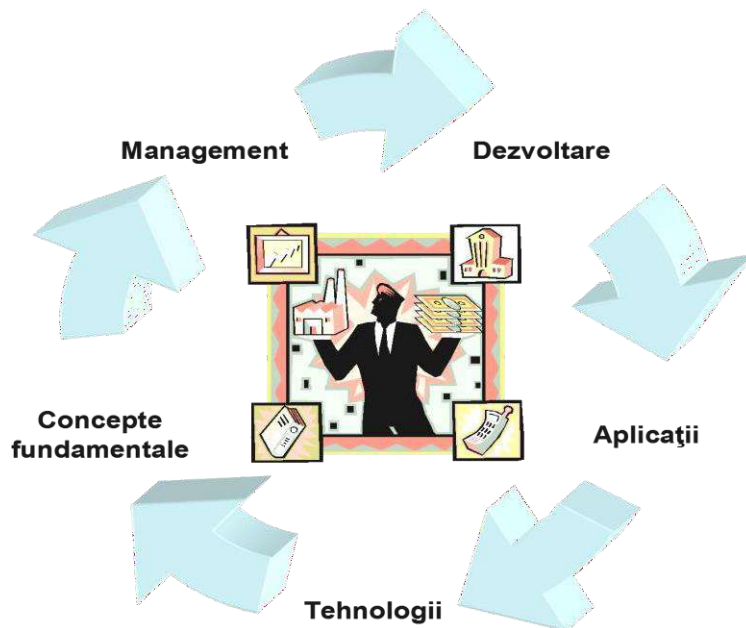 Management
Dezvoltare
Concepte
fundamentale
Aplicaţii
Tehnologii